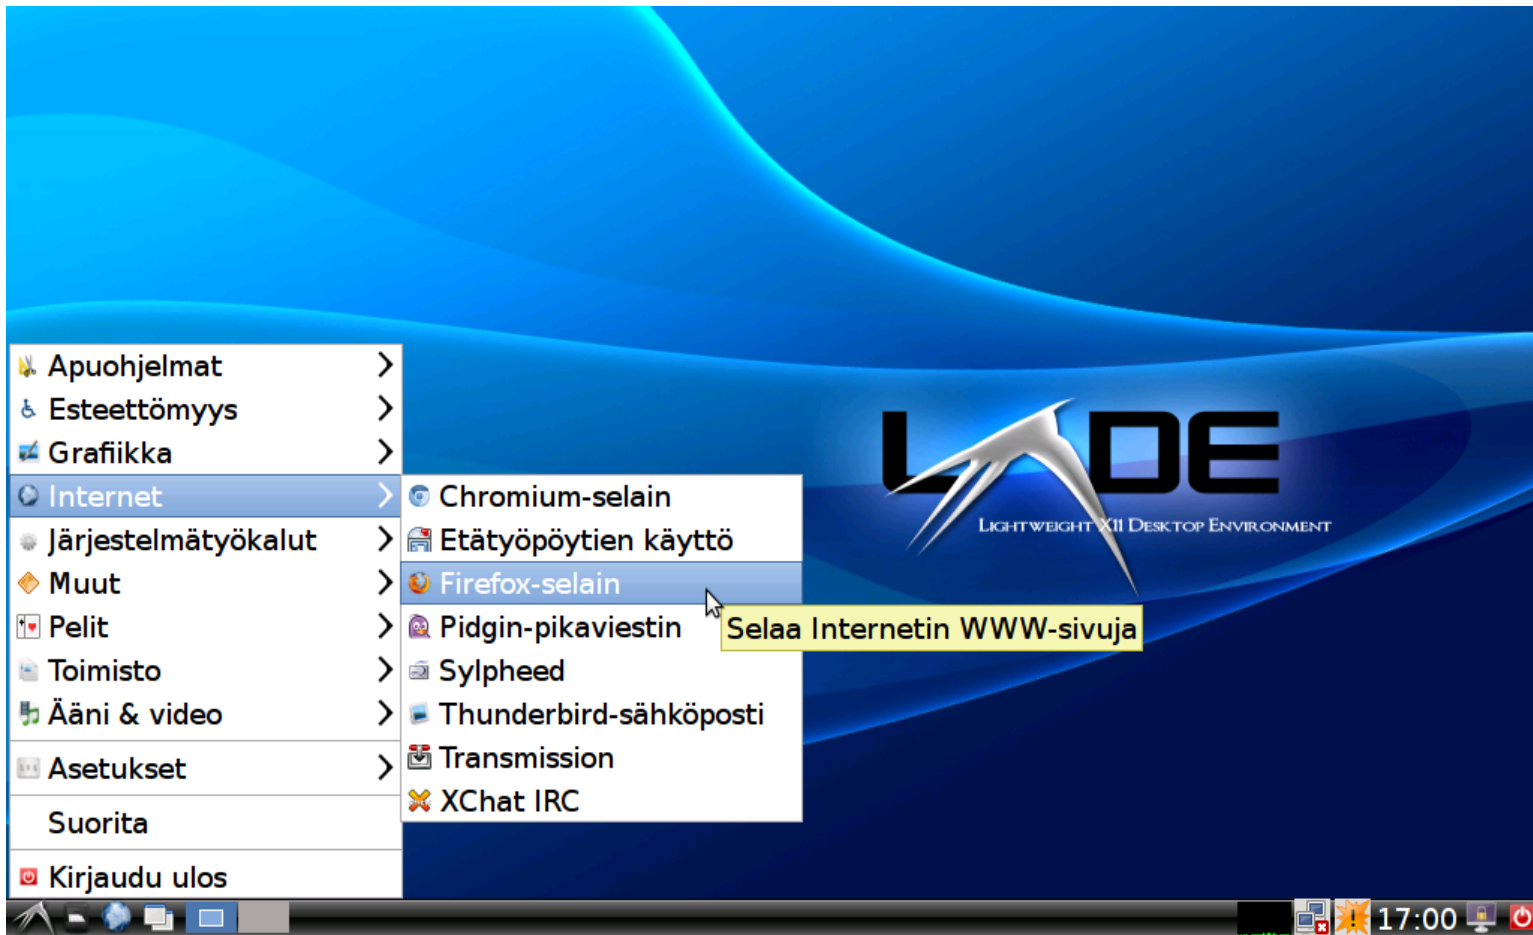 Apuohjelmat
Esteettömyys
Grafiikka
Internet
Järjestelmätyökalut
Muut
Pelit
Toimisto
Ääni & video
Asetukset
Suorita
Kirjaudu ulos
Chromium-selain
Etätyöpöytien käyttö
Firefox-selain
Pidgin-pikaviestin
Sylpheed
Thunderbird-sähköposti
Transmission
XChat IRC
Selaa Internetin WWW-sivuja
LXDE
Lightweight X11 Desktop Environment
17:00